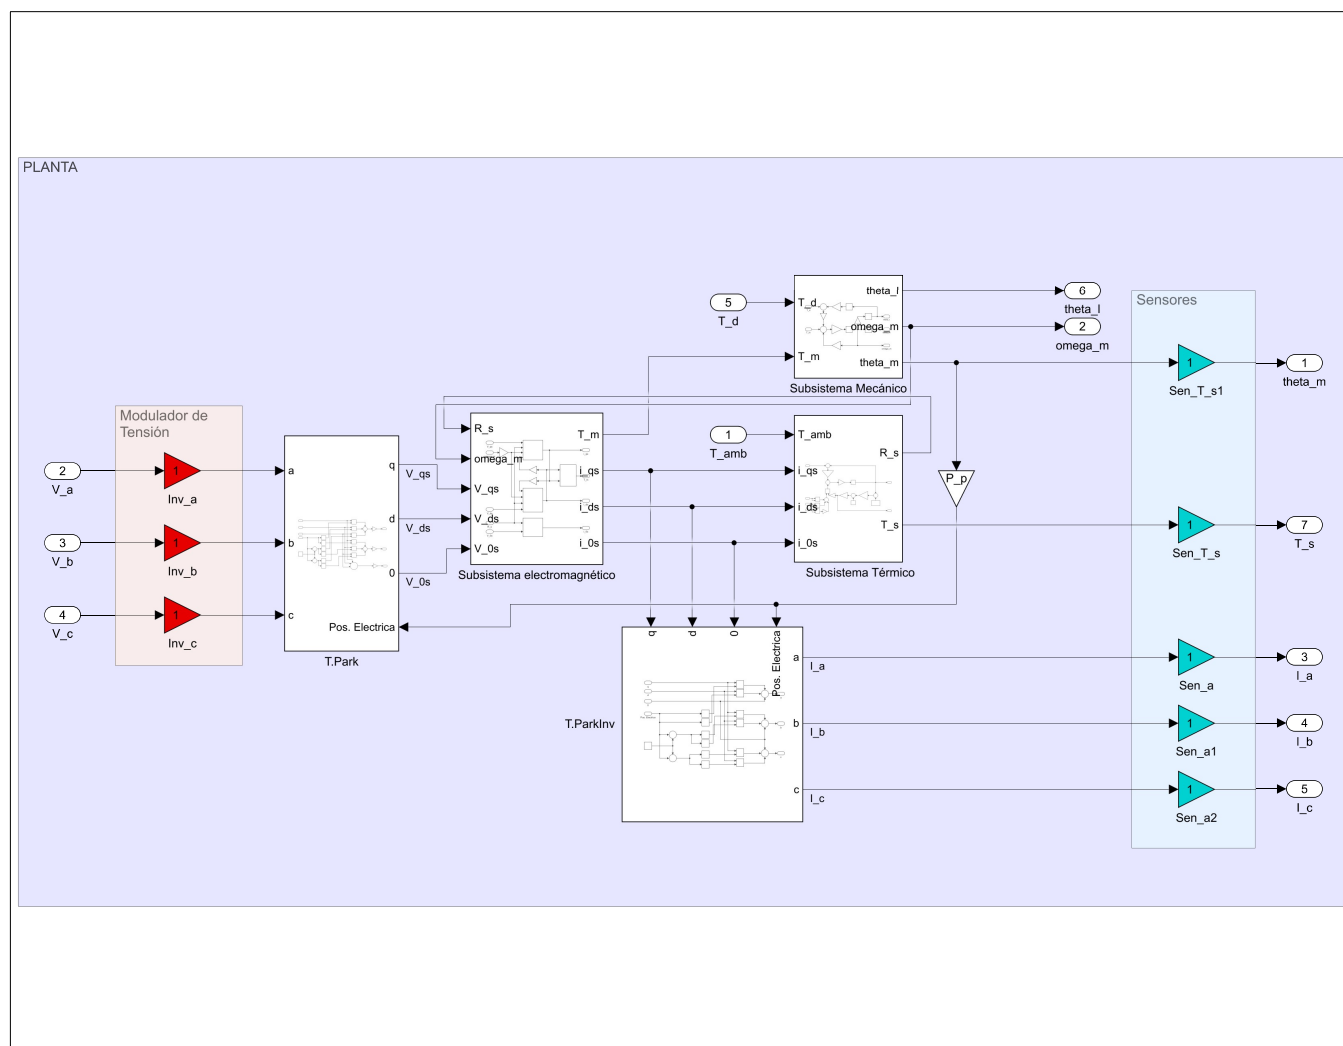 PLANTA
Modulador de
Tensión
2
V_a
1
Inv_a
3
V_b
1
Inv_b
4
V_c
1
Inv_c
a
b
c
q
d
0
Pos. Electrica
T.Park
V_qs
V_ds
V_0s
R_s
omega_m
V_qs
V_ds
V_0s
T_m
i_qs
i_ds
i_0s
Subsistema electromagnético
5
T_d
T_d
T_m
theta_l
omega_m
theta_m
Subsistema Mecánico
6
theta_l
2
omega_m
1
T_amb
T_amb
i_qs
i_ds
i_0s
R_s
T_s
Subsistema Térmico
P_p
q
d
0
Pos. Electrica
a
b
c
T.ParkInv
I_a
I_b
I_c
Sensores
1
Sen_T_s1
1
theta_m
1
Sen_T_s
7
T_s
1
Sen_a
3
I_a
1
Sen_a1
4
I_b
1
Sen_a2
5
I_c